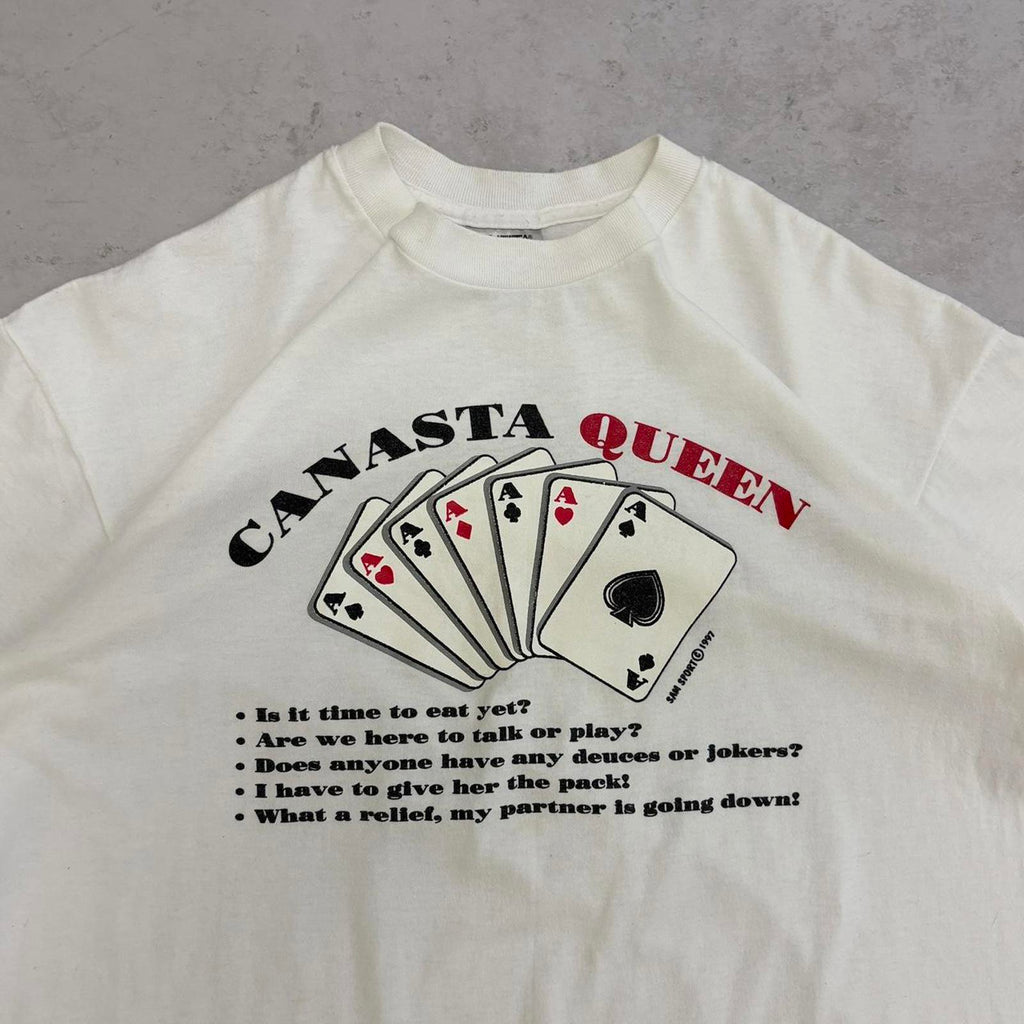 CANASTA QUEEN
A
A
A
A
A
A
A
A
SAM SPORT © 1997
• Is it time to eat yet?
• Are we here to talk or play?
• Does anyone have any deuces or jokers?
• I have to give her the pack!
• What a relief, my partner is going down!